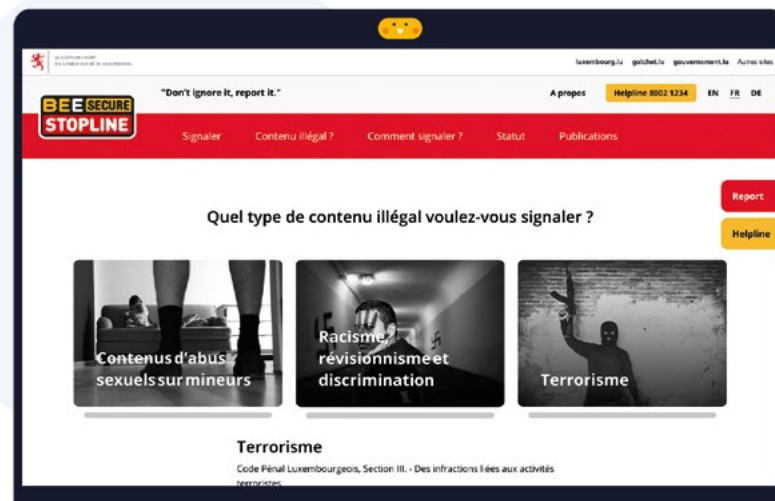 luxembourg.lu guichet.lu gouvernement.lu Autres sites
BEE SECURE
STOPLINE
"Don't ignore it, report it."
A propos
Helpline 8002 1234
EN FR DE
Signaler
Contenu illégal ?
Comment signaler ?
Statut
Publications
Report
Helpline
Quel type de contenu illégal voulez-vous signaler ?
Contenus d'abus
sexuels sur mineurs
Racisme,
révisionnisme et
discrimination
Terrorisme
Terrorisme
Code Pénal Luxembourgeois, Section III. - Des infractions liées aux activités
terroristes